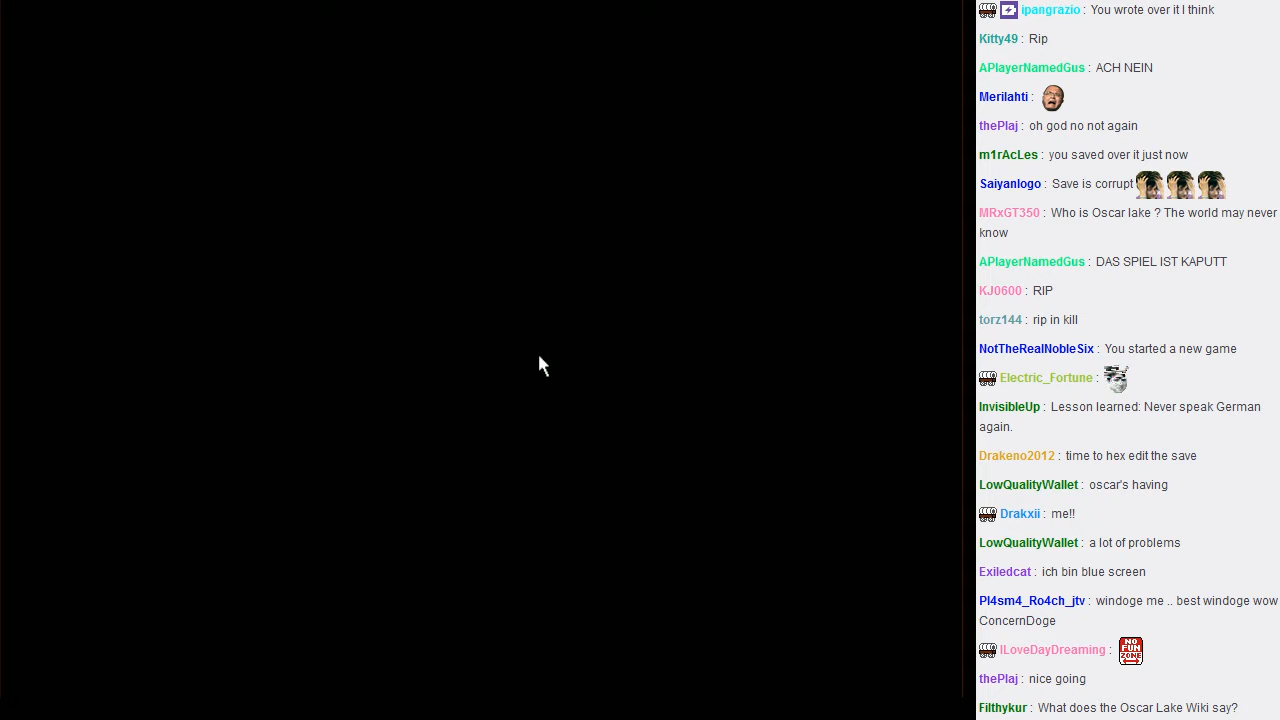 ipangrazio : You wrote over it I think
Kitty49 : Rip
APlayerNamedGus : ACH NEIN
Merilahti :
thePlaj : oh god no not again
m1rAcLes : you saved over it just now
Saiyanlogo : Save is corrupt
MRxGT350 : Who is Oscar lake ? The world may never
know
APlayerNamedGus : DAS SPIEL IST KAPUTT
KJ0600 : RIP
torz144 : rip in kill
NotTheRealNobleSix : You started a new game
Electric_Fortune :
InvisibleUp : Lesson learned: Never speak German
again.
Drakeno2012 : time to hex edit the save
LowQualityWallet : oscar's having
Drakxii : me!!
LowQualityWallet : a lot of problems
Exiledcat : ich bin blue screen
Pl4sm4_Ro4ch_jtv : windoge me .. best windoge wow
ConcernDoge
ILoveDayDreaming : NO FUN ZONE
thePlaj : nice going
Filthykur : What does the Oscar Lake Wiki say?